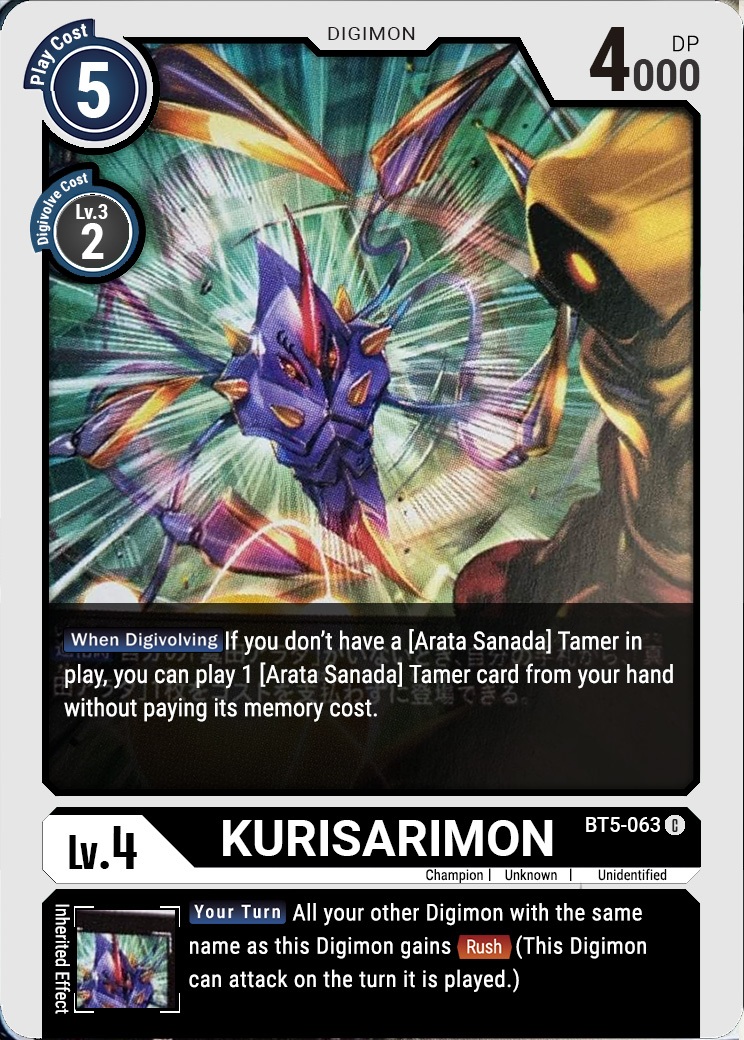 DIGIMON
Play Cost
5
DP
4000
Digivolve Cost
Lv.3
2
When Digivolving If you don't have a [Arata Sanada] Tamer in
play, you can play 1 [Arata Sanada] Tamer card from your hand
without paying its memory cost.
Lv.4
KURISARIMON
BT5-063 C
Champion | Unknown | Unidentified
Inherited Effect
Your Turn All your other Digimon with the same
name as this Digimon gains Rush (This Digimon
can attack on the turn it is played.)